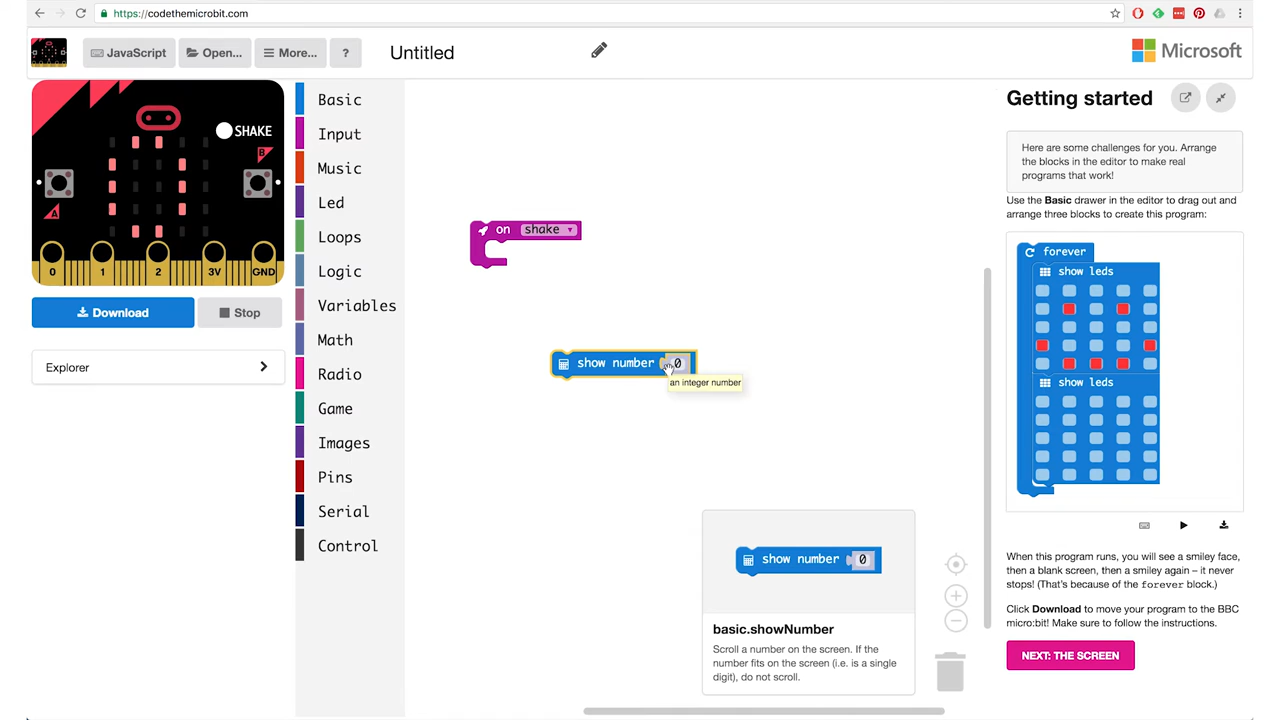 https://codethemicrobit.com
JavaScript
Open...
More...
?
Untitled
Microsoft
SHAKE
B
A
0
1
2
3V
GND
Download
Stop
Explorer
Basic
Input
Music
Led
Loops
Logic
Variables
Math
Radio
Game
Images
Pins
Serial
Control
on shake
show number 0
an integer number
show number 0
basic.showNumber
Scroll a number on the screen. If the
number fits on the screen (i.e. is a single
digit), do not scroll.
Getting started
Here are some challenges for you. Arrange
the blocks in the editor to make real
programs that work!
Use the Basic drawer in the editor to drag out and
arrange three blocks to create this program:
forever
show leds
show leds
When this program runs, you will see a smiley face,
then a blank screen, then a smiley again – it never
stops! (That's because of the forever block.)
Click Download to move your program to the BBC
micro:bit! Make sure to follow the instructions.
NEXT: THE SCREEN